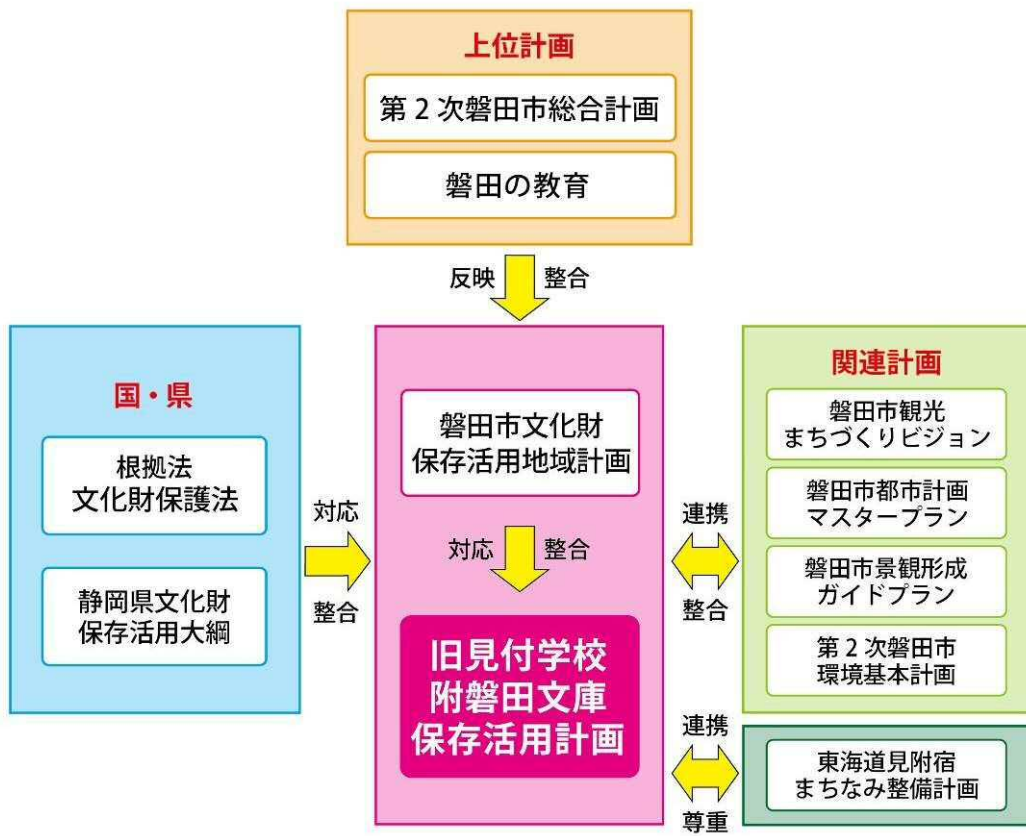 上位計画
第２次磐田市総合計画
磐田の教育
反映
整合
国・県
根拠法
文化財保護法
静岡県文化財
保存活用大綱
対応
整合
磐田市文化財
保存活用地域計画
対応
整合
旧見付学校
附磐田文庫
保存活用計画
連携
整合
連携
尊重
関連計画
磐田市観光
まちづくりビジョン
磐田市都市計画
マスタープラン
磐田市景観形成
ガイドプラン
第２次磐田市
環境基本計画
東海道見附宿
まちなみ整備計画